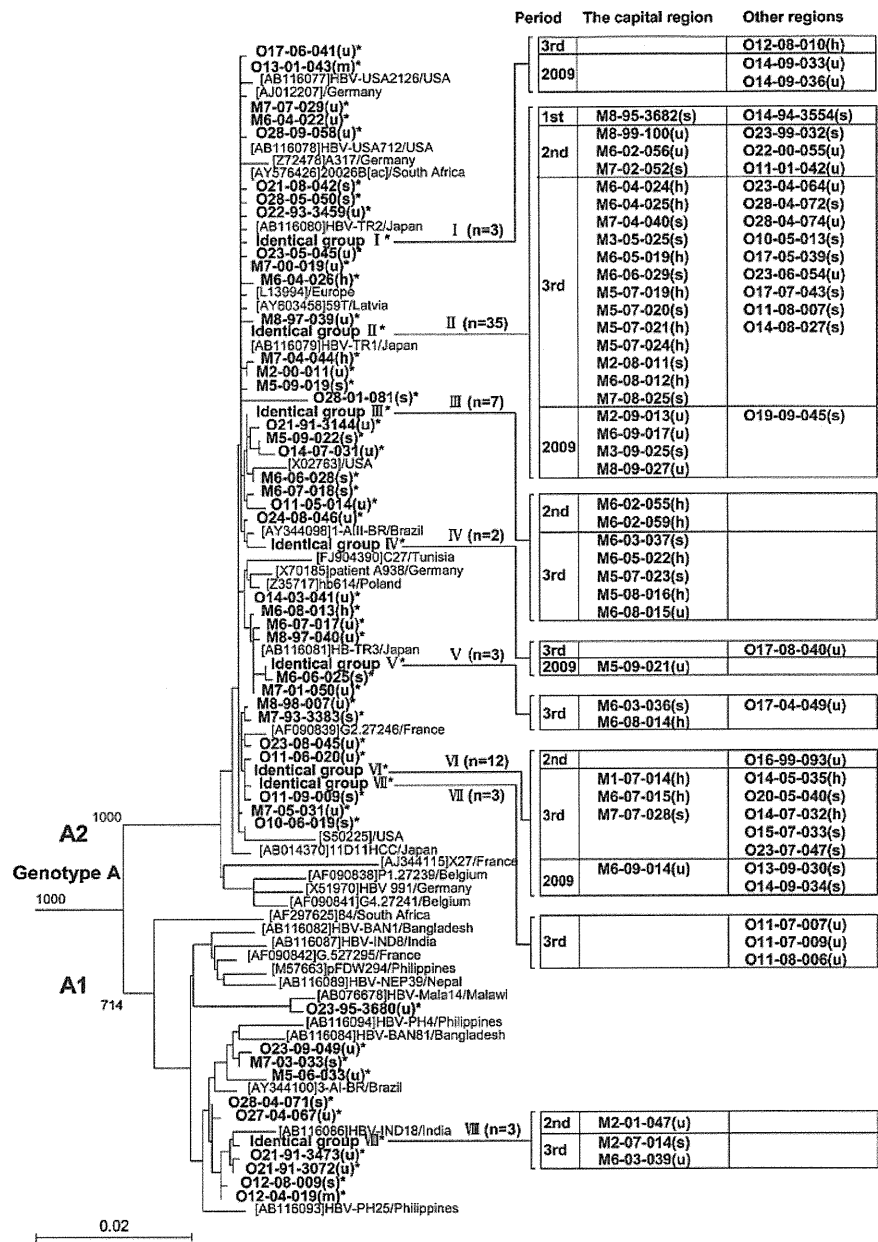 Period The capital region Other regions
O17-06-041(u)*
O13-01-043(m)*
[AB116077]HBV-USA2126/USA
[AJ012207]/Germany
M7-07-029(u)*
M6-04-022(u)*
O28-09-058(u)*
[AB116078]HBV-USA712/USA
[Z72478]A317/Germany
[AY576426]20026B[ac]/South Africa
O21-08-042(s)*
O28-05-050(s)*
O22-93-3459(u)*
[AB116080]HBV-TR2/Japan
Identical group Ⅰ*
O23-05-045(u)*
M7-00-019(u)*
M6-04-026(h)*
[L13994]/Europe
[AY603458]59T/Latvia
M8-97-039(u)*
Identical group Ⅱ*
[AB116079]HBV-TR1/Japan
M7-04-044(h)*
M2-00-011(u)*
M5-09-019(s)*
O28-01-081(s)*
Identical group Ⅲ*
O21-91-3144(u)*
M5-09-022(s)*
O14-07-031(u)*
[X02763]/USA
M6-06-028(s)*
M6-07-018(s)*
O11-05-014(u)*
O24-08-046(u)*
[AY344098]1-AIII-BR/Brazil
Identical group Ⅳ*
[FJ904390]C27/Tunisia
[X70185]patient A938/Germany
[Z35717]hb614/Poland
O14-03-041(u)*
M6-08-013(h)*
M6-07-017(u)*
M8-97-040(u)*
[AB116081]HB-TR3/Japan
Identical group Ⅴ*
M6-06-025(s)*
M7-01-050(u)*
M8-98-007(u)*
M7-93-3383(s)*
[AF090839]G2.27246/France
O23-08-045(u)*
O11-06-020(u)*
Identical group Ⅵ*
Identical group Ⅶ*
O11-09-009(s)*
M7-05-031(u)*
O10-06-019(s)*
[S50225]/USA
[AB014370]11D11HCC/Japan
[AJ344115]X27/France
[AF090838]P1.27239/Belgium
[X51970]HBV 991/Germany
[AF090841]G4.27241/Belgium
[AF297625]84/South Africa
[AB116082]HBV-BAN1/Bangladesh
[AB116087]HBV-IND8/India
[AF090842]G.527295/France
[M57663]pFDW294/Philippines
[AB116089]HBV-NEP39/Nepal
[AB076678]HBV-Mala14/Malawi
O23-95-3680(u)*
[AB116094]HBV-PH4/Philippines
[AB116084]HBV-BAN81/Bangladesh
O23-09-049(u)*
M7-03-033(s)*
M5-06-033(u)*
[AY344100]3-AI-BR/Brazil
O28-04-071(s)*
O27-04-067(u)*
[AB116086]HBV-IND18/India
Identical group Ⅷ*
O21-91-3473(u)*
O21-91-3072(u)*
O12-08-009(s)*
O12-04-019(m)*
[AB116093]HBV-PH25/Philippines
1000
A2
Genotype A
1000
A1
714
0.02
Ⅰ (n=3)
3rd O12-08-010(h)
2009 O14-09-033(u)
O14-09-036(u)
Ⅱ (n=35)
1st M8-95-3682(s) O14-94-3554(s)
2nd M8-99-100(u) O23-99-032(s)
M6-02-056(u) O22-00-055(u)
M7-02-052(s) O11-01-042(u)
3rd M6-04-024(h) O23-04-064(u)
M6-04-025(h) O28-04-072(s)
M7-04-040(s) O28-04-074(u)
M3-05-025(s) O10-05-013(s)
M6-05-019(h) O17-05-039(s)
M6-06-029(s) O23-06-054(u)
M5-07-019(h) O17-07-043(s)
M5-07-020(s) O11-08-007(s)
M5-07-021(h) O14-08-027(s)
M5-07-024(h)
M2-08-011(s)
M6-08-012(h)
M7-08-025(s)
2009 M2-09-013(u) O19-09-045(s)
M6-09-017(u)
M3-09-025(s)
M8-09-027(u)
Ⅲ (n=7)
2nd M6-02-055(h)
M6-02-059(h)
3rd M6-03-037(s)
M6-05-022(h)
M5-07-023(s)
M5-08-016(h)
M6-08-015(u)
Ⅳ (n=2)
3rd O17-08-040(u)
2009 M5-09-021(u)
Ⅴ (n=3)
3rd M6-03-036(s) O17-04-049(u)
M6-08-014(h)
Ⅵ (n=12)
2nd O16-99-093(u)
3rd M1-07-014(h) O14-05-035(h)
M6-07-015(h) O20-05-040(s)
M7-07-028(s) O14-07-032(h)
O15-07-033(s)
O23-07-047(s)
2009 M6-09-014(u) O13-09-030(s)
O14-09-034(s)
Ⅶ (n=3)
3rd O11-07-007(u)
O11-07-009(u)
O11-08-006(u)
Ⅷ (n=3)
2nd M2-01-047(u)
3rd M2-07-014(s)
M6-03-039(u)